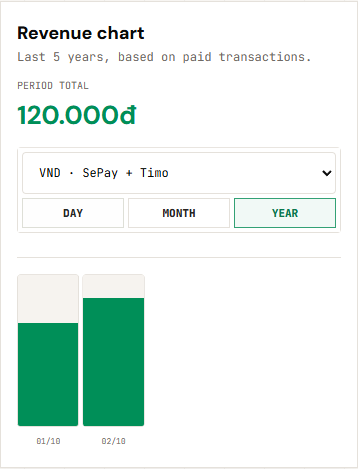 Revenue chart
Last 5 years, based on paid transactions.
PERIOD TOTAL
120.000đ
VND · SePay + Timo
DAY MONTH YEAR
01/10 02/10